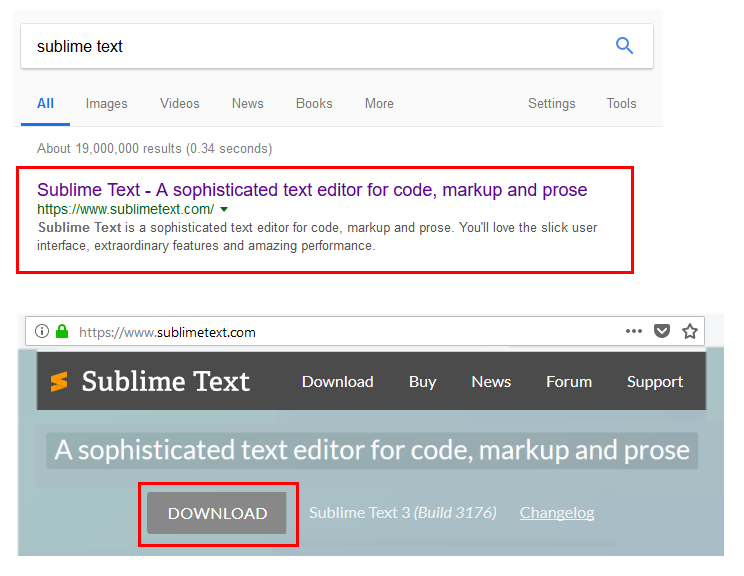 sublime text
All Images Videos News Books More Settings Tools
About 19,000,000 results (0.34 seconds)
Sublime Text - A sophisticated text editor for code, markup and prose
https://www.sublimetext.com/
Sublime Text is a sophisticated text editor for code, markup and prose. You'll love the slick user
interface, extraordinary features and amazing performance.
https://www.sublimetext.com
Sublime Text Download Buy News Forum Support
A sophisticated text editor for code, markup and prose
DOWNLOAD Sublime Text 3 (Build 3176) Changelog